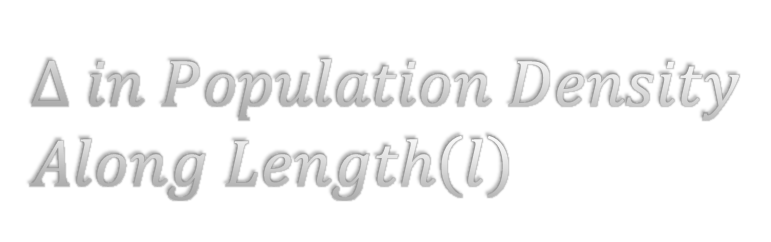 Δ in Population Density
Along Length(l)